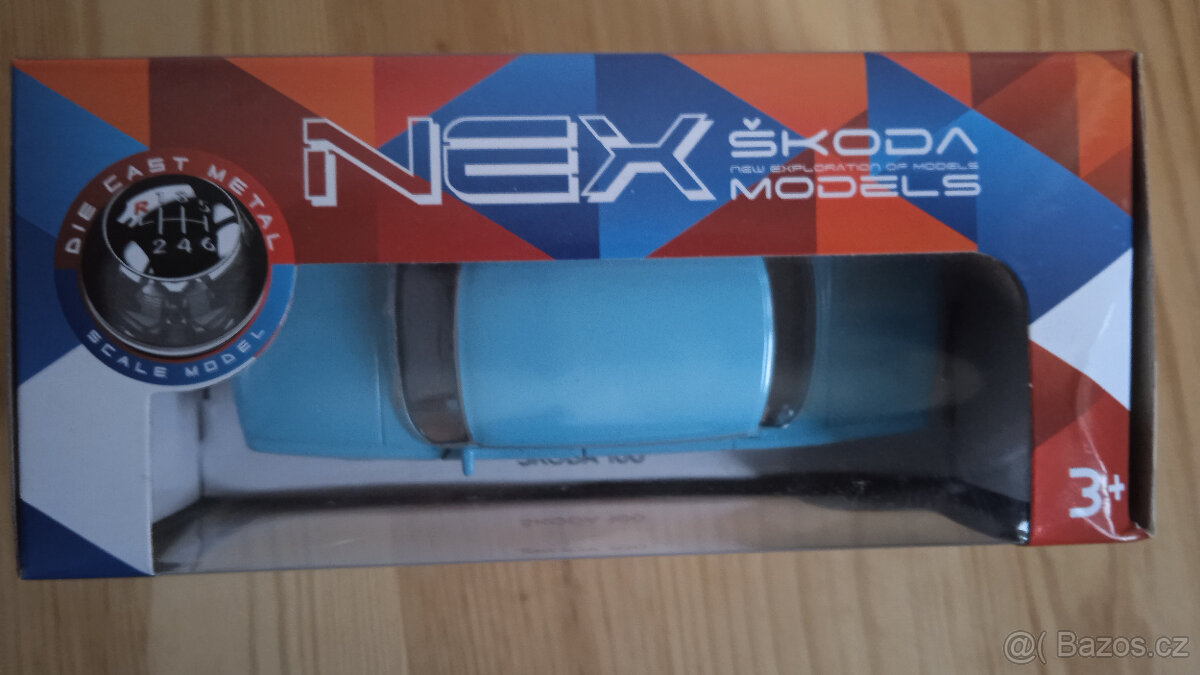 DIE CAST METAL
R 1 3 5
2 4 6
SCALE MODEL
NEX
ŠKODA
NEW EXPLORATION OF MODELS
MODELS
ŠKODA 100
3+
@( Bazos.cz